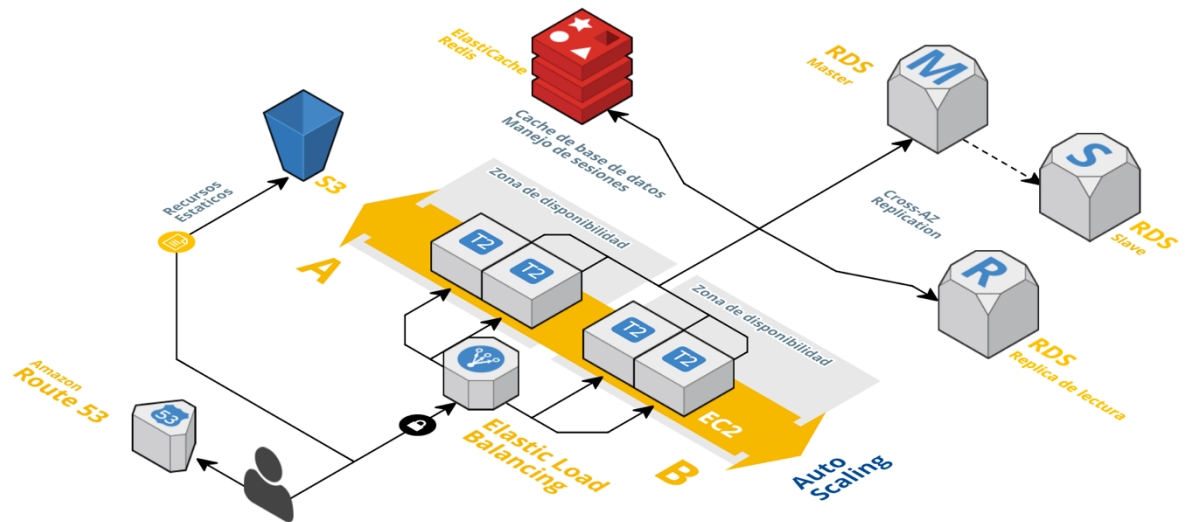 ElastiCache
Redis
RDS
Master
M
Cache de base de datos
Manejo de sesiones
S
RDS
Slave
S3
Recursos
Estaticos
Zona de disponibilidad
Cross-AZ
Replication
A
T2
T2
R
RDS
Replica de lectura
Zona de disponibilidad
T2
T2
Amazon
Route 53
53
EC2
Elastic Load
Balancing
B
Auto
Scaling